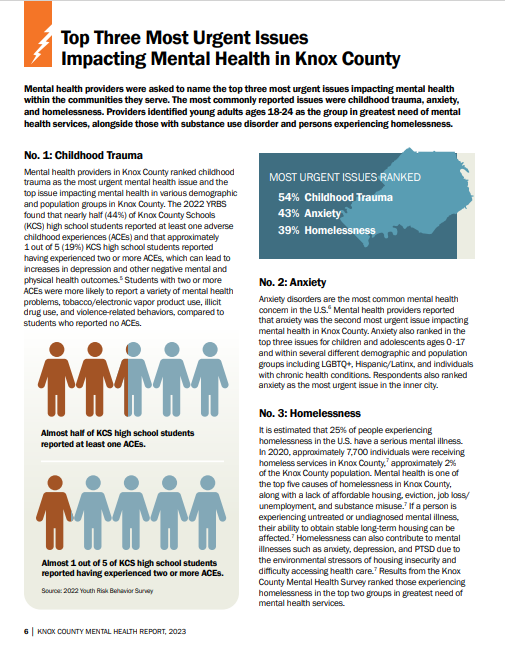 Top Three Most Urgent Issues
Impacting Mental Health in Knox County
Mental health providers were asked to name the top three most urgent issues impacting mental health
within the communities they serve. The most commonly reported issues were childhood trauma, anxiety,
and homelessness. Providers identified young adults ages 18-24 as the group in greatest need of mental
health services, alongside those with substance use disorder and persons experiencing homelessness.
No. 1: Childhood Trauma
Mental health providers in Knox County ranked childhood
trauma as the most urgent mental health issue and the
top issue impacting mental health in various demographic
and population groups in Knox County. The 2022 YRBS
found that nearly half (44%) of Knox County Schools
(KCS) high school students reported at least one adverse
childhood experiences (ACEs) and that approximately
1 out of 5 (19%) KCS high school students reported
having experienced two or more ACEs, which can lead to
increases in depression and other negative mental and
physical health outcomes.⁵ Students with two or more
ACEs were more likely to report a variety of mental health
problems, tobacco/electronic vapor product use, illicit
drug use, and violence-related behaviors, compared to
students who reported no ACEs.
Almost half of KCS high school students
reported at least one ACEs.
Almost 1 out of 5 of KCS high school students
reported having experienced two or more ACEs.
Source: 2022 Youth Risk Behavior Survey
MOST URGENT ISSUES RANKED
54% Childhood Trauma
43% Anxiety
39% Homelessness
No. 2: Anxiety
Anxiety disorders are the most common mental health
concern in the U.S.⁶ Mental health providers reported
that anxiety was the second most urgent issue impacting
mental health in Knox County. Anxiety also ranked in the
top three issues for children and adolescents ages 0-17
and within several different demographic and population
groups including LGBTQ+, Hispanic/Latinx, and individuals
with chronic health conditions. Respondents also ranked
anxiety as the most urgent issue in the inner city.
No. 3: Homelessness
It is estimated that 25% of people experiencing
homelessness in the U.S. have a serious mental illness.
In 2020, approximately 7,700 individuals were receiving
homeless services in Knox County,⁷ approximately 2%
of the Knox County population. Mental health is one of
the top five causes of homelessness in Knox County,
along with a lack of affordable housing, eviction, job loss/
unemployment, and substance misuse.⁷ If a person is
experiencing untreated or undiagnosed mental illness,
their ability to obtain stable long-term housing can be
affected.⁷ Homelessness can also contribute to mental
illnesses such as anxiety, depression, and PTSD due to
the environmental stressors of housing insecurity and
difficulty accessing health care.⁷ Results from the Knox
County Mental Health Survey ranked those experiencing
homelessness in the top two groups in greatest need of
mental health services.
6 | KNOX COUNTY MENTAL HEALTH REPORT, 2023